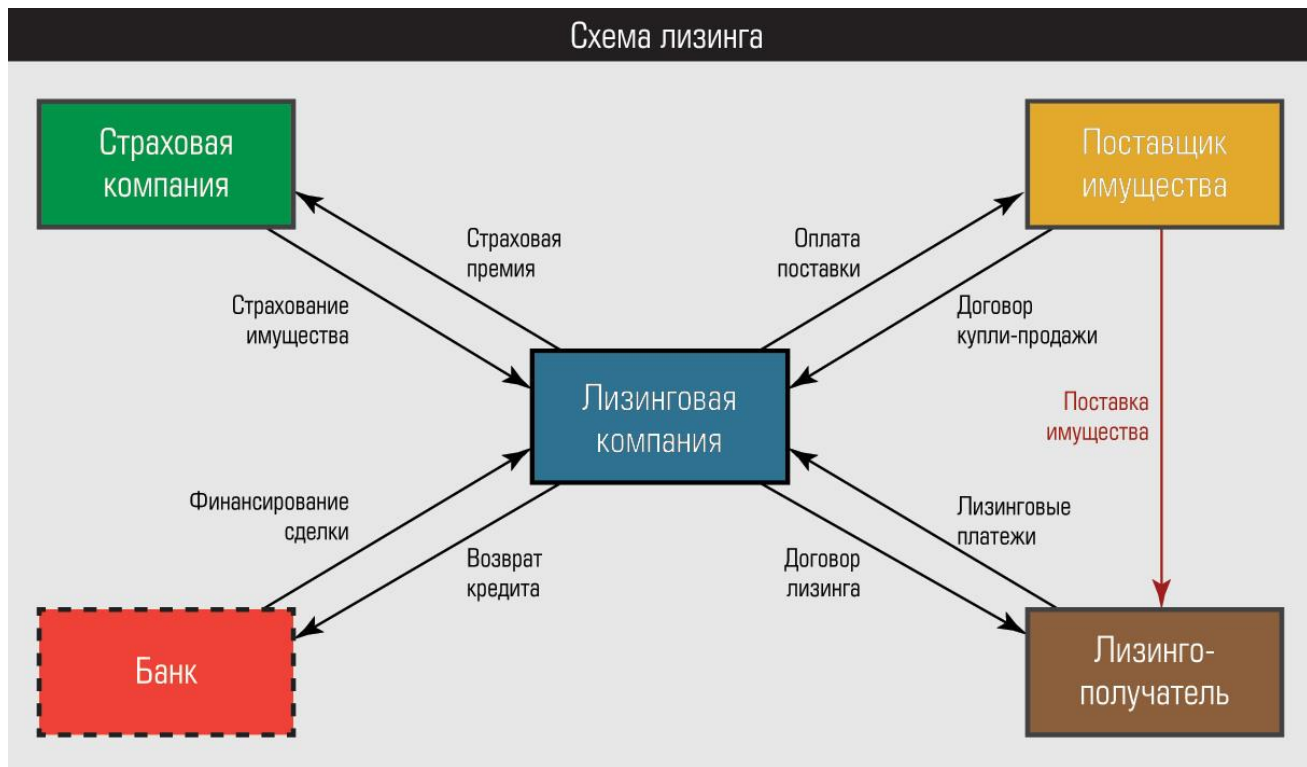 Схема лизинга
Страховая
компания
Поставщик
имущества
Страховая
премия
Оплата
поставки
Страхование
имущества
Договор
купли-продажи
Лизинговая
компания
Поставка
имущества
Финансирование
сделки
Лизинговые
платежи
Возврат
кредита
Договор
лизинга
Банк
Лизинго-
получатель